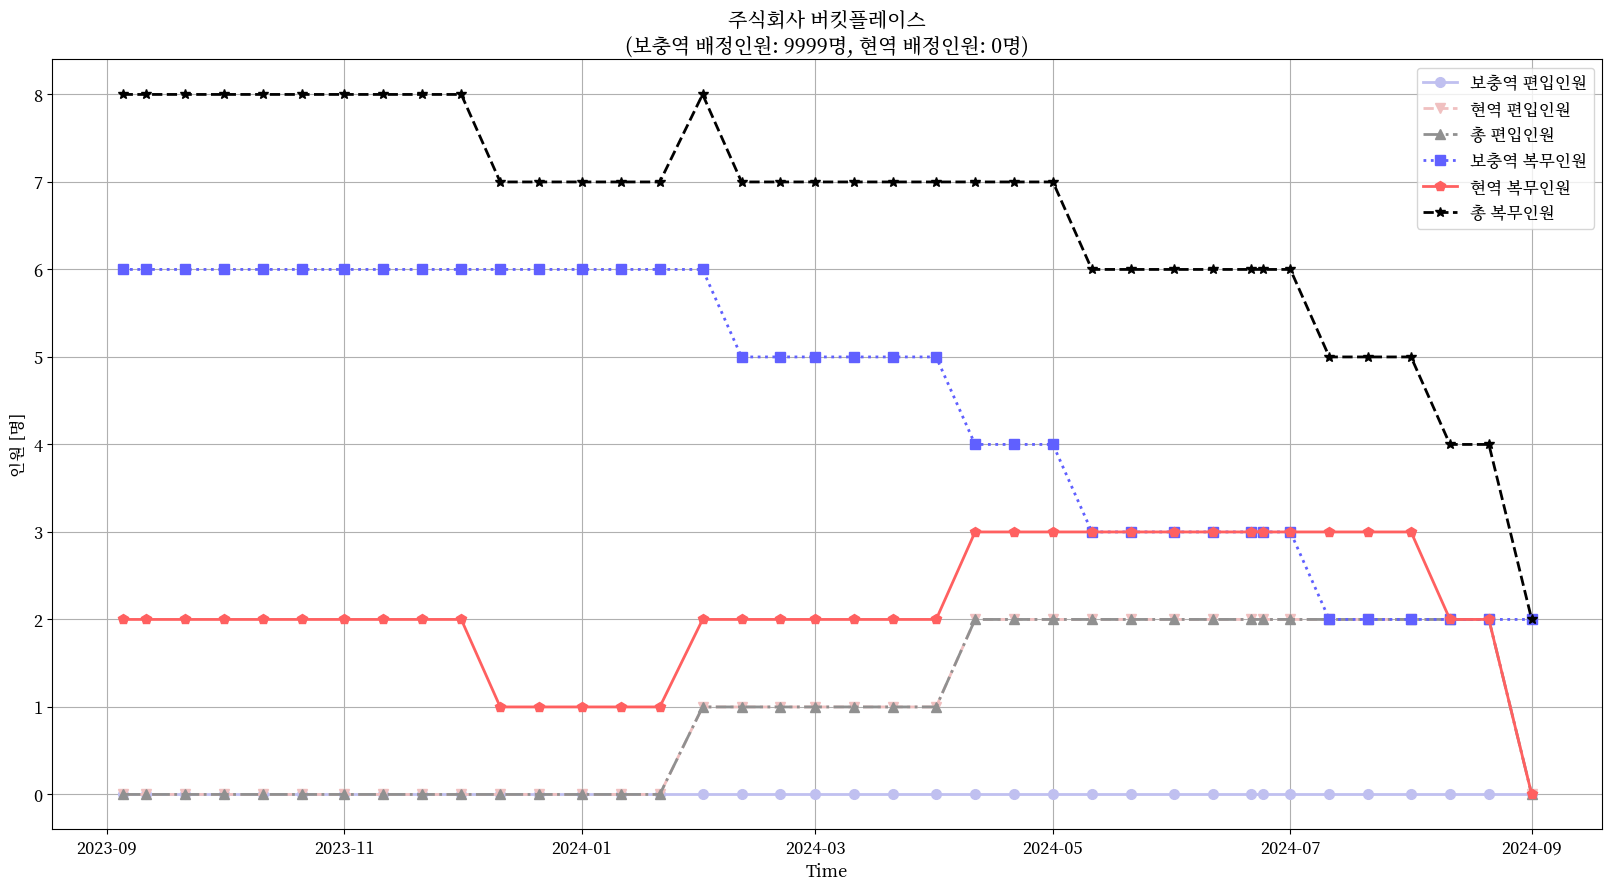 주식회사 버킷플레이스
(보충역 배정인원: 9999명, 현역 배정인원: 0명)
보충역 편입인원
현역 편입인원
총 편입인원
보충역 복무인원
현역 복무인원
총 복무인원
인원 [명]
8
7
6
5
4
3
2
1
0
2023-09 2023-11 2024-01 2024-03 2024-05 2024-07 2024-09
Time